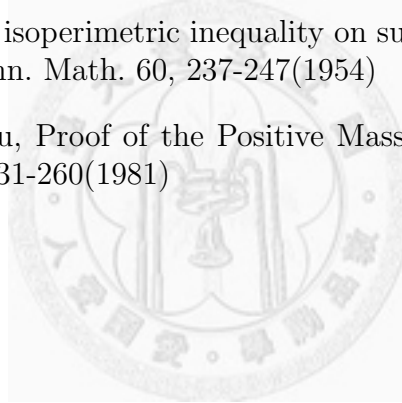 isoperimetric inequality on su
nn. Math. 60, 237-247(1954)
u, Proof of the Positive Mass
31-260(1981)